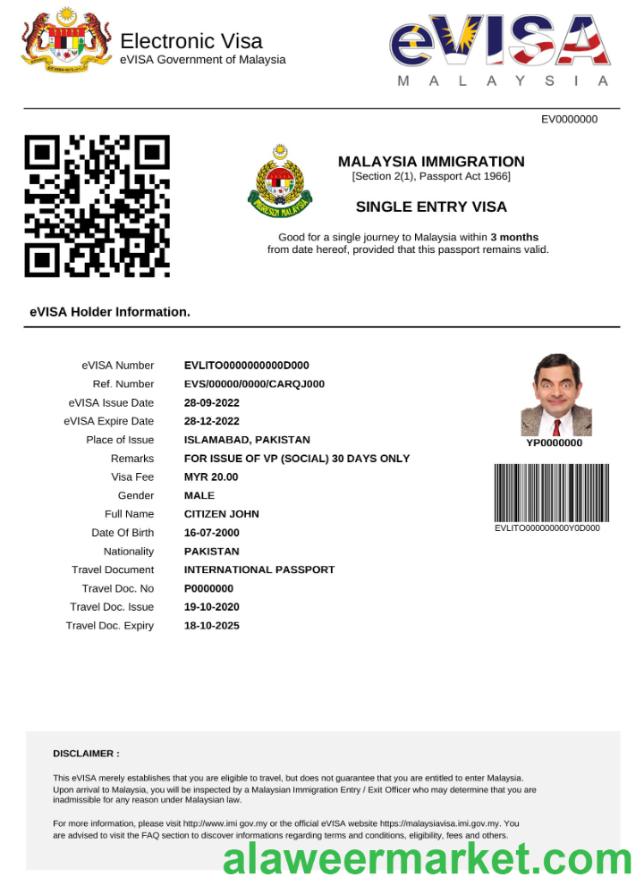 Electronic Visa
eVISA Government of Malaysia
eVISA
MALAYSIA
EV0000000
MALAYSIA IMMIGRATION
[Section 2(1), Passport Act 1966]
SINGLE ENTRY VISA
Good for a single journey to Malaysia within 3 months
from date hereof, provided that this passport remains valid.
eVISA Holder Information.
eVISA Number EVLITO0000000000D000
Ref. Number EVS/00000/0000/CARQJ000
eVISA Issue Date 28-09-2022
eVISA Expire Date 28-12-2022
Place of Issue ISLAMABAD, PAKISTAN
Remarks FOR ISSUE OF VP (SOCIAL) 30 DAYS ONLY
Visa Fee MYR 20.00
Gender MALE
Full Name CITIZEN JOHN
Date Of Birth 16-07-2000
Nationality PAKISTAN
Travel Document INTERNATIONAL PASSPORT
Travel Doc. No P0000000
Travel Doc. Issue 19-10-2020
Travel Doc. Expiry 18-10-2025
YP0000000
EVLITO000000000Y0D000
DISCLAIMER :
This eVISA merely establishes that you are eligible to travel, but does not guarantee that you are entitled to enter Malaysia.
Upon arrival to Malaysia, you will be inspected by a Malaysian Immigration Entry / Exit Officer who may determine that you are
inadmissible for any reason under Malaysian law.
For more information, please visit http://www.imi gov.my or the official eVISA website https://malaysiavisa.imi.gov.my. You
are advised to visit the FAQ section to discover informations regarding terms and conditions, eligibility, fees and others.
alaweermarket.com